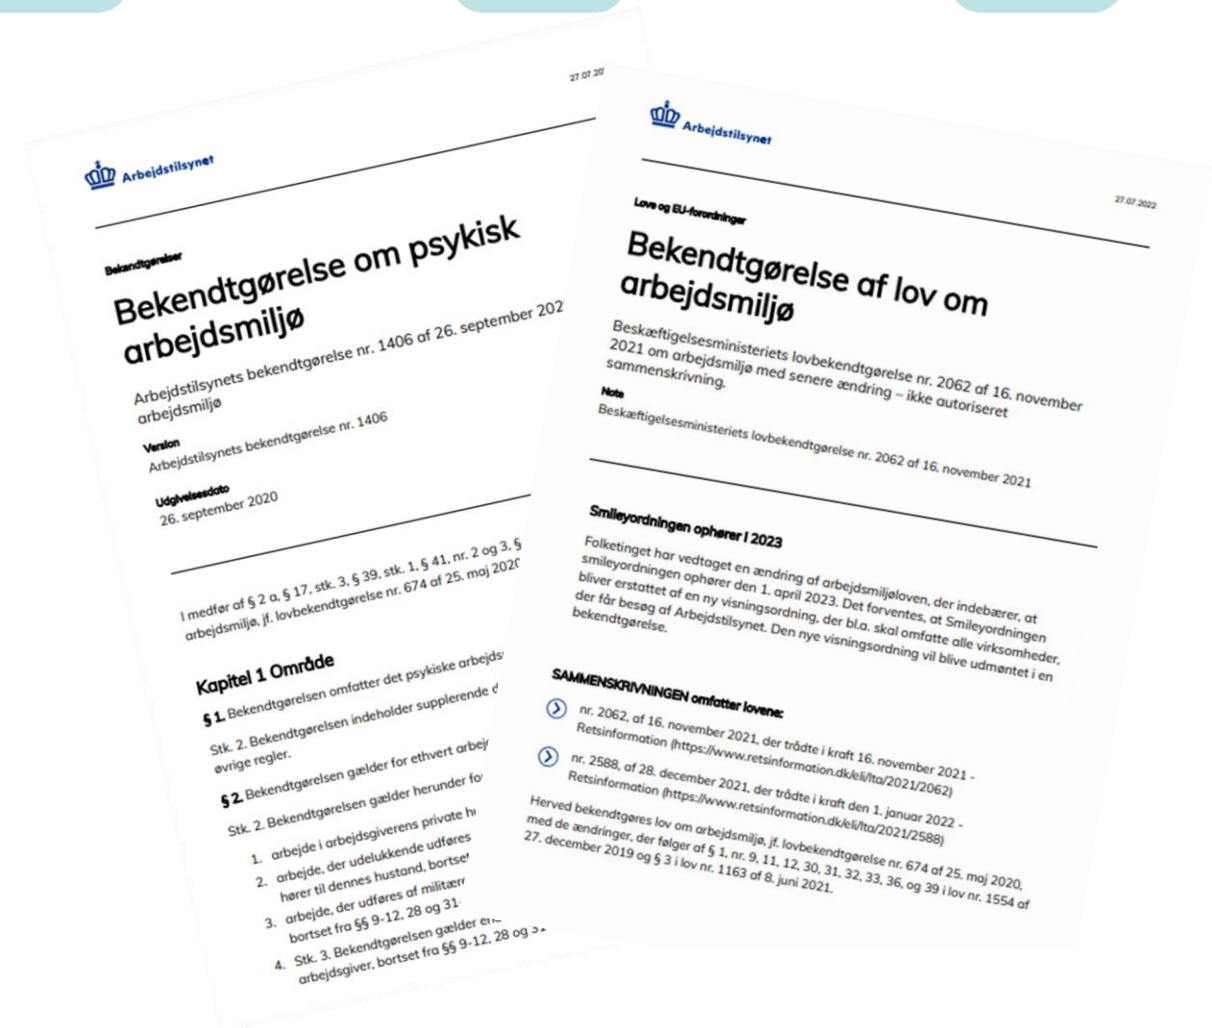 27.07.20
Arbejdstilsynet
Bekendtgørelser
Bekendtgørelse om psykisk
arbejdsmiljø
Arbejdstilsynets bekendtgørelse nr. 1406 af 26. september 202
arbejdsmiljø
Version
Arbejdstilsynets bekendtgørelse nr. 1406
Udgivelsesdato
26. september 2020
I medfør af § 2 a, § 17, stk. 3, § 39, stk. 1, § 41, nr. 2 og 3, §
arbejdsmiljø, jf. lovbekendtgørelse nr. 674 af 25. maj 2020
Kapitel 1 Område
§ 1. Bekendtgørelsen omfatter det psykiske arbejds
Stk. 2. Bekendtgørelsen indeholder supplerende
øvrige regler.
§ 2. Bekendtgørelsen gælder for ethvert arbej
Stk. 2. Bekendtgørelsen gælder herunder fo
1. arbejde i arbejdsgiverens private
2. arbejde, der udelukkende udføres
hører til dennes husstand, bortset
3. arbejde, der udføres af militær
bortset fra §§ 9-12, 28 og 31
4. Stk. 3. Bekendtgørelsen gælder
arbejdsgiver, bortset fra §§ 9-12, 28 og
Arbejdstilsynet
27.07.2022
Love og EU-forordninger
Bekendtgørelse af lov om
arbejdsmiljø
Beskæftigelsesministeriets lovbekendtgørelse nr. 2062 af 16. november
2021 om arbejdsmiljø med senere ændring – ikke autoriseret
sammenskrivning.
Note
Beskæftigelsesministeriets lovbekendtgørelse nr. 2062 af 16. november 2021
Smileyordningen ophører i 2023
Folketinget har vedtaget en ændring af arbejdsmiljøloven, der indebærer, at
smileyordningen ophører den 1. april 2023. Det forventes, at Smileyordningen
bliver erstattet af en ny visningsordning, der bl.a. skal omfatte alle virksomheder,
der får besøg af Arbejdstilsynet. Den nye visningsordning vil blive udmøntet i en
bekendtgørelse.
SAMMENSKRIVNINGEN omfatter lovene:
nr. 2062, af 16. november 2021, der trådte i kraft 16. november 2021 -
Retsinformation (https://www.retsinformation.dk/eli/lta/2021/2062)
nr. 2588, af 28. december 2021, der trådte i kraft den 1. januar 2022 -
Retsinformation (https://www.retsinformation.dk/eli/lta/2021/2588)
Herved bekendtgøres lov om arbejdsmiljø, jf. lovbekendtgørelse nr. 674 af 25. maj 2020,
med de ændringer, der følger af § 1, nr. 9, 11, 12, 30, 31, 32, 33, 36, og 39 i lov nr. 1554 af
27. december 2019 og § 3 i lov nr. 1163 af 8. juni 2021.